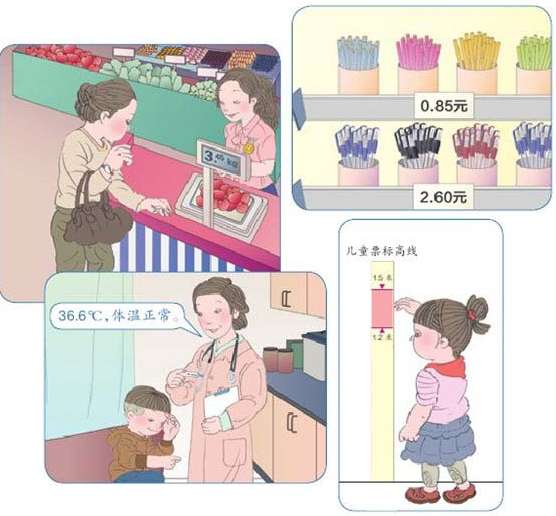 3.45 kg
0.85元
2.60元
36.6℃，体温正常。
儿童票标高线
1.5 米
1.2 米